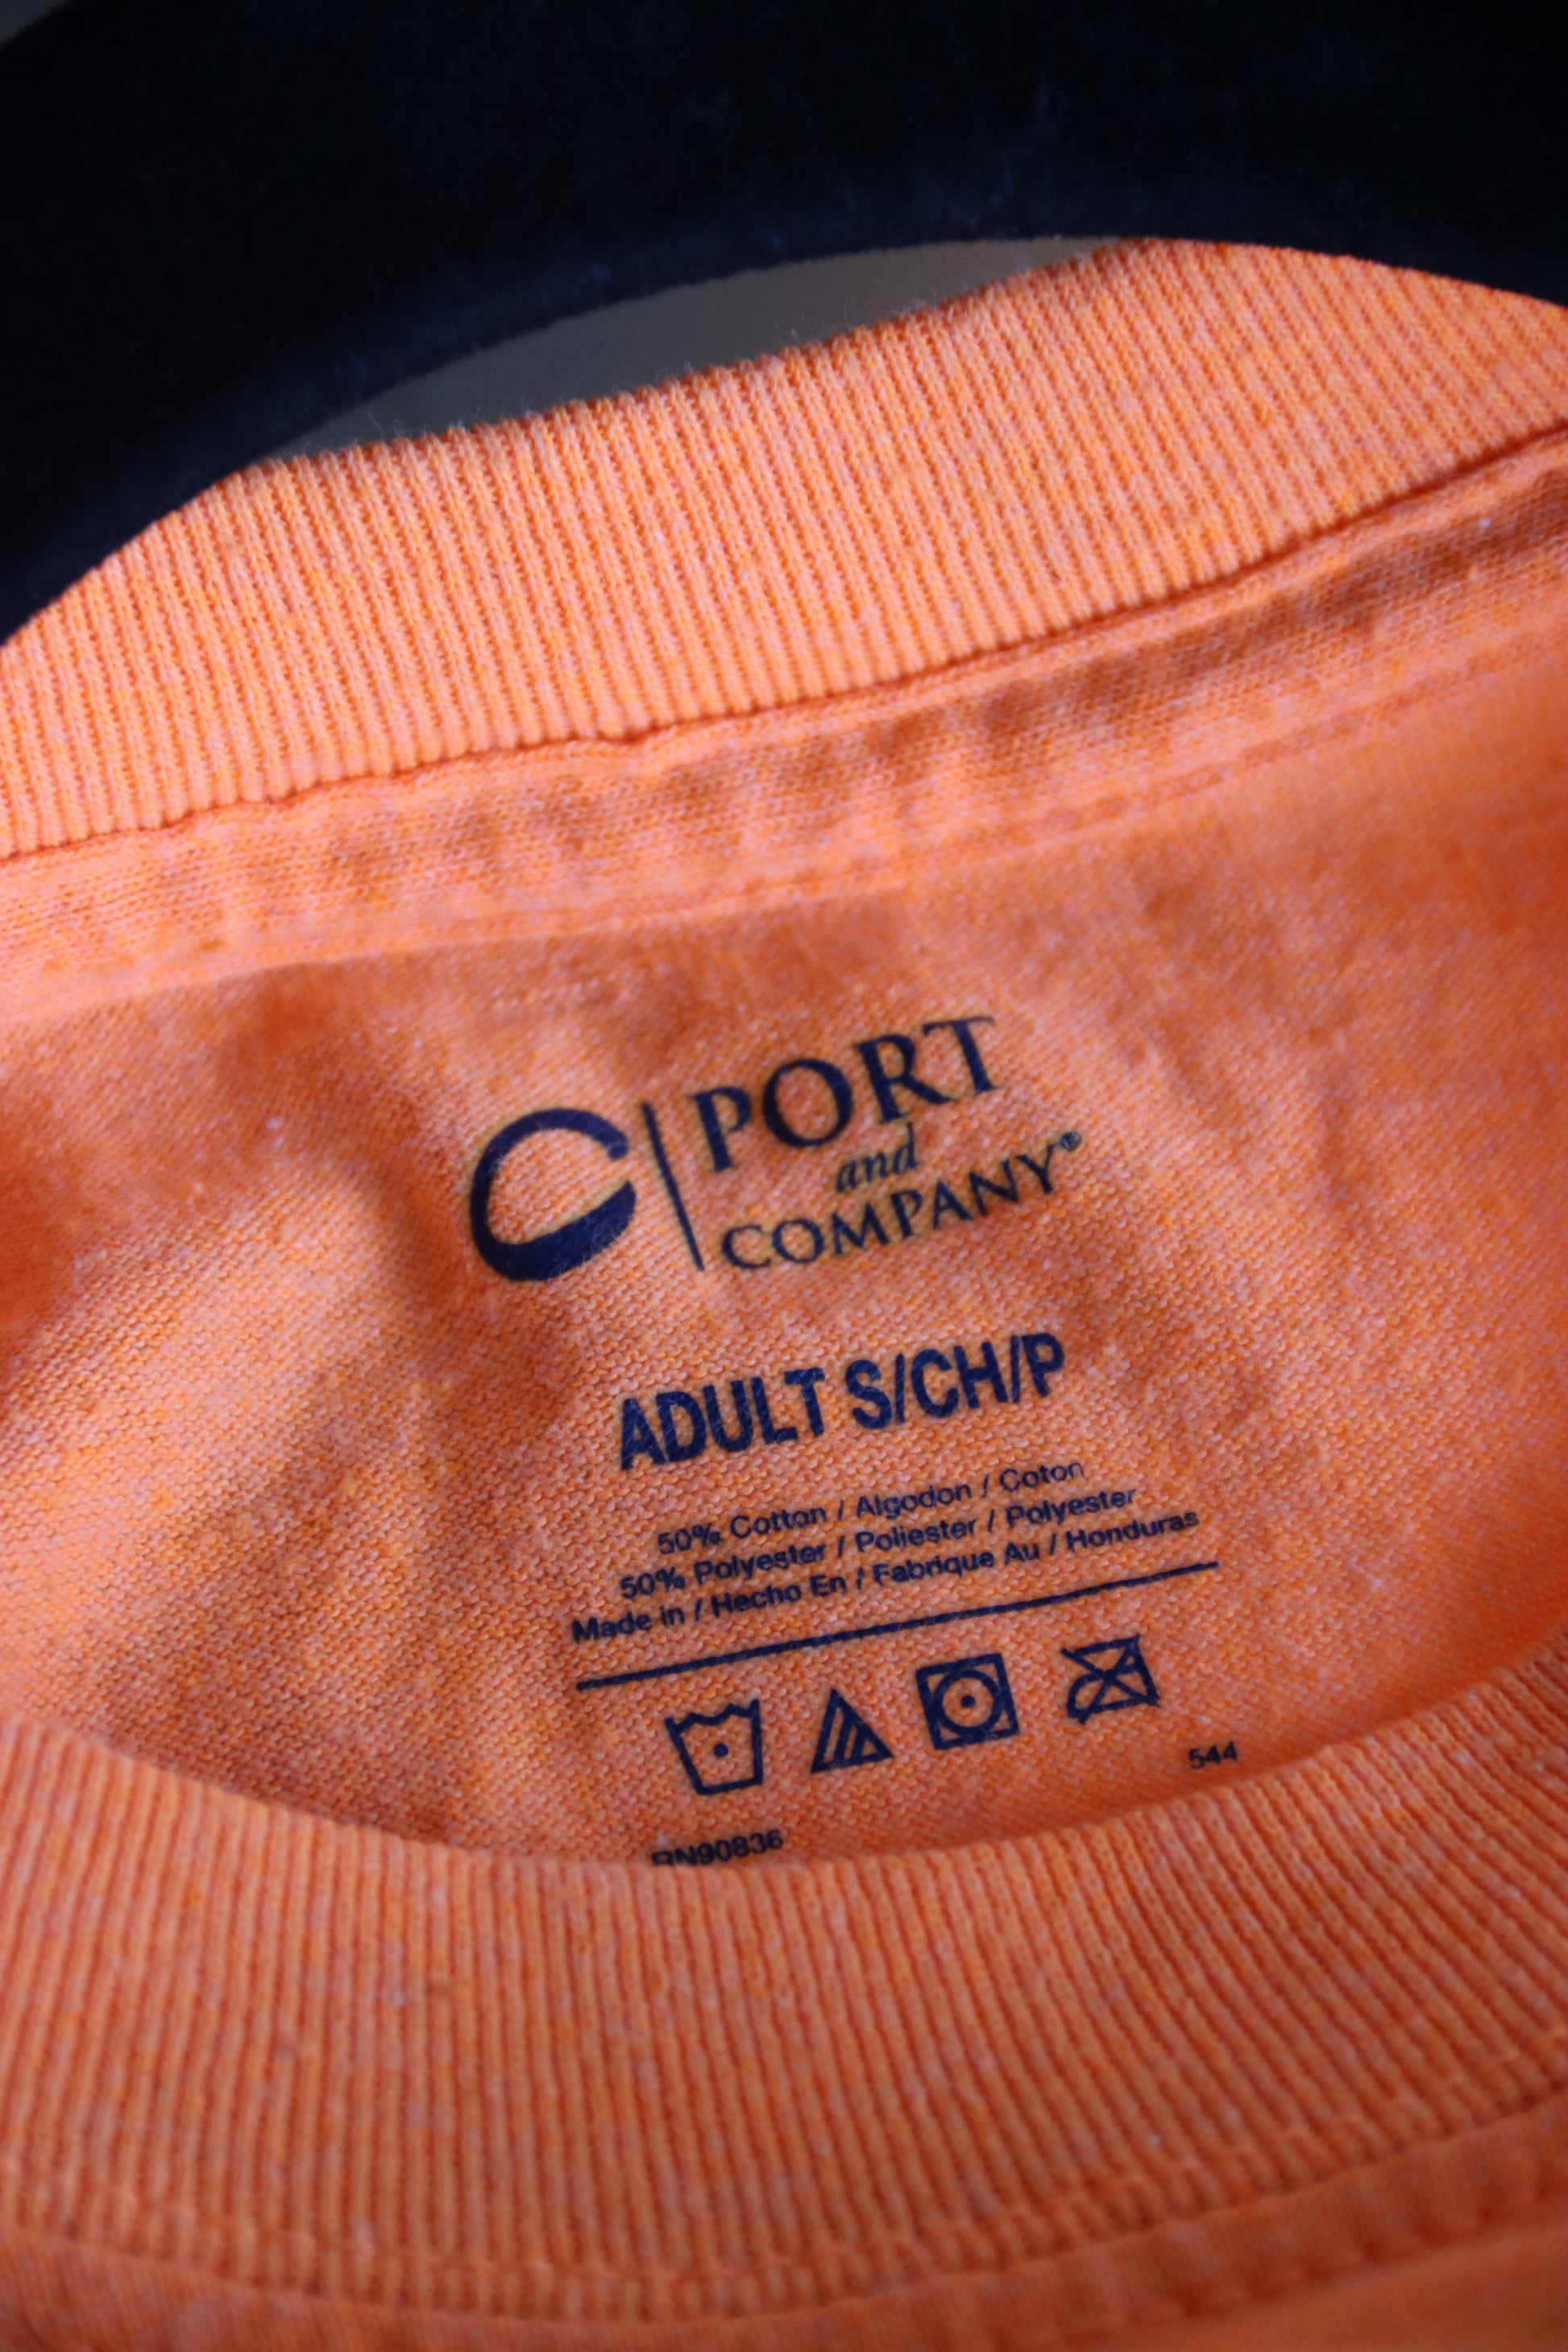 PORT
and
COMPANY®
ADULT S/CH/P
50% Cotton / Algodon / Coton
50% Polyester / Poliester / Polyester
Made in / Hecho En / Fabrique Au / Honduras
544
RN90836